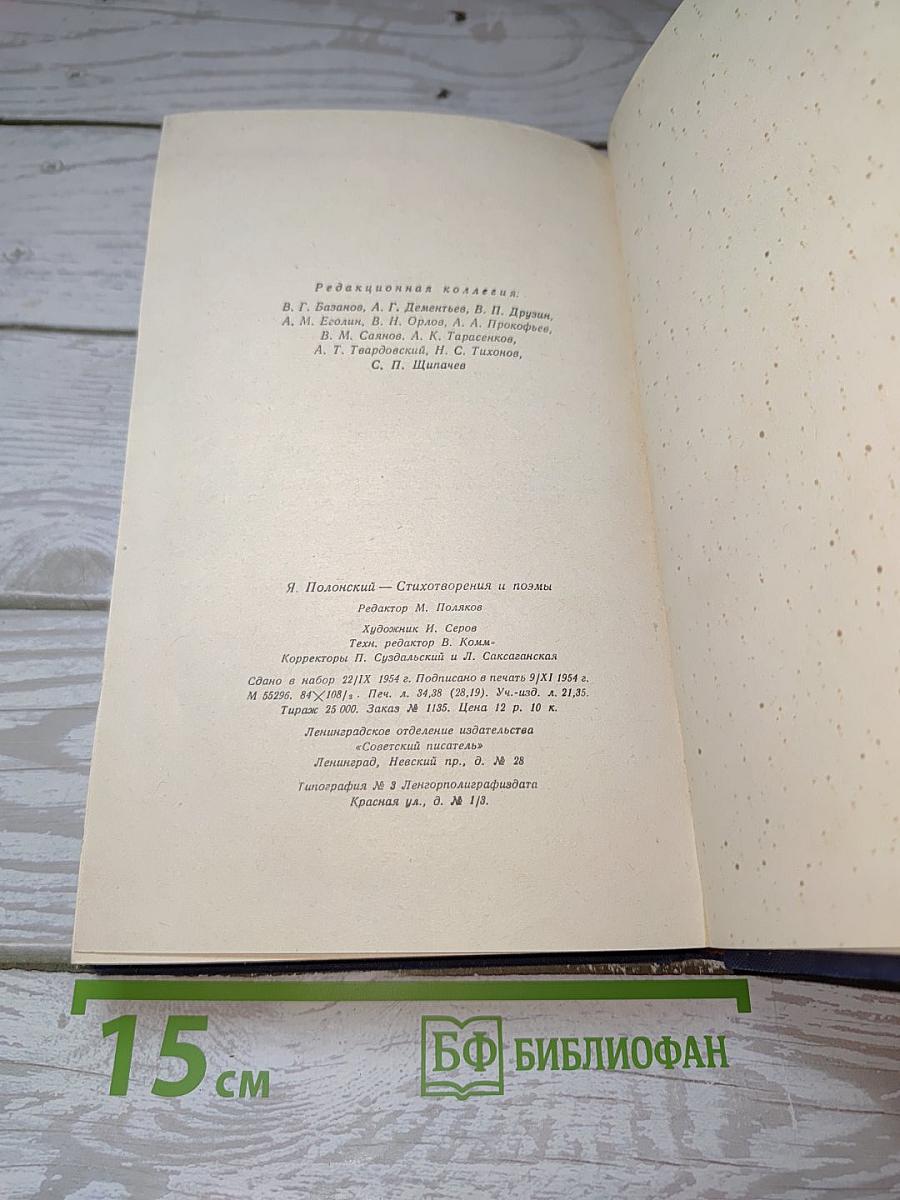 Редакционная коллегия:
В. Г. Базанов, А. Г. Дементьев, В. П. Друзин,
А. М. Еголин, В. Н. Орлов, А. А. Прокофьев,
В. М. Саянов. А. К. Тарасенков,
А. Т. Твардовский, Н. С. Тихонов,
С. П. Щипачев
Я. Полонский — Стихотворения и поэмы
Редактор М. Поляков
Художник И. Серов
Техн. редактор В. Комм-
Корректоры П. Суздальский и Л. Саксаганская
Сдано в набор 22/IX 1954 г. Подписано в печать 9/XI 1954 г.
М 55296. 84×108/₃. Печ. л. 34,38 (28,19). Уч.-изд. л. 21,35.
Тираж 25 000. Заказ № 1135. Цена 12 р. 10 к.
Ленинградское отделение издательства
«Советский писатель»
Ленинград, Невский пр., д. № 28
Типография № 3 Ленгорполиграфиздата
Красная ул., д. № 1/3.
15 см
БФ БИБЛИОФАН